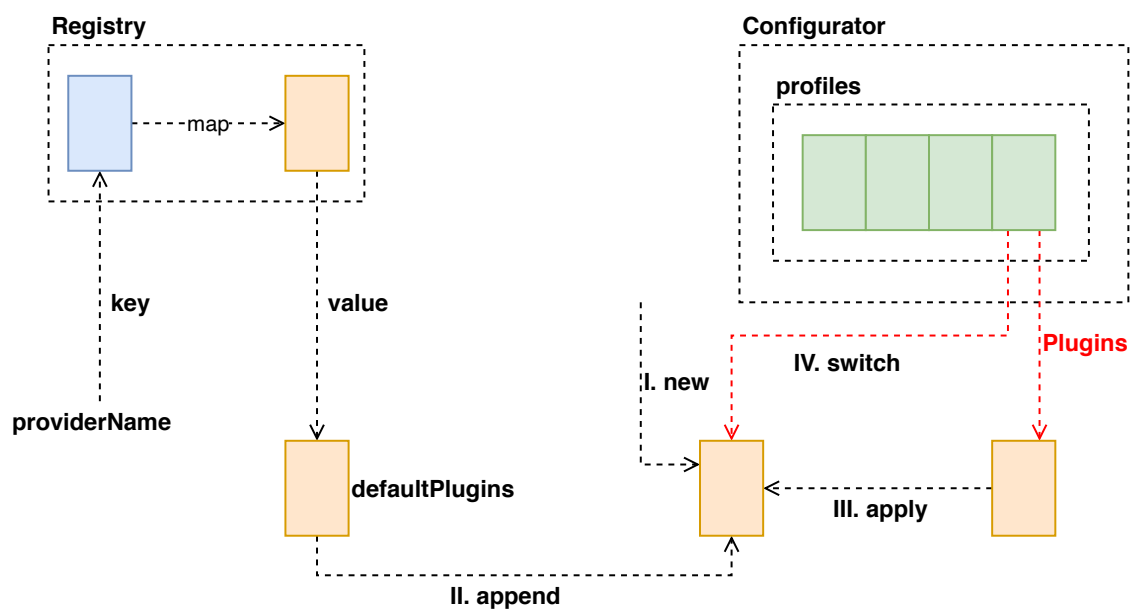 Registry
Configurator
profiles
map
key
value
Plugins
IV. switch
I. new
providerName
defaultPlugins
III. apply
II. append